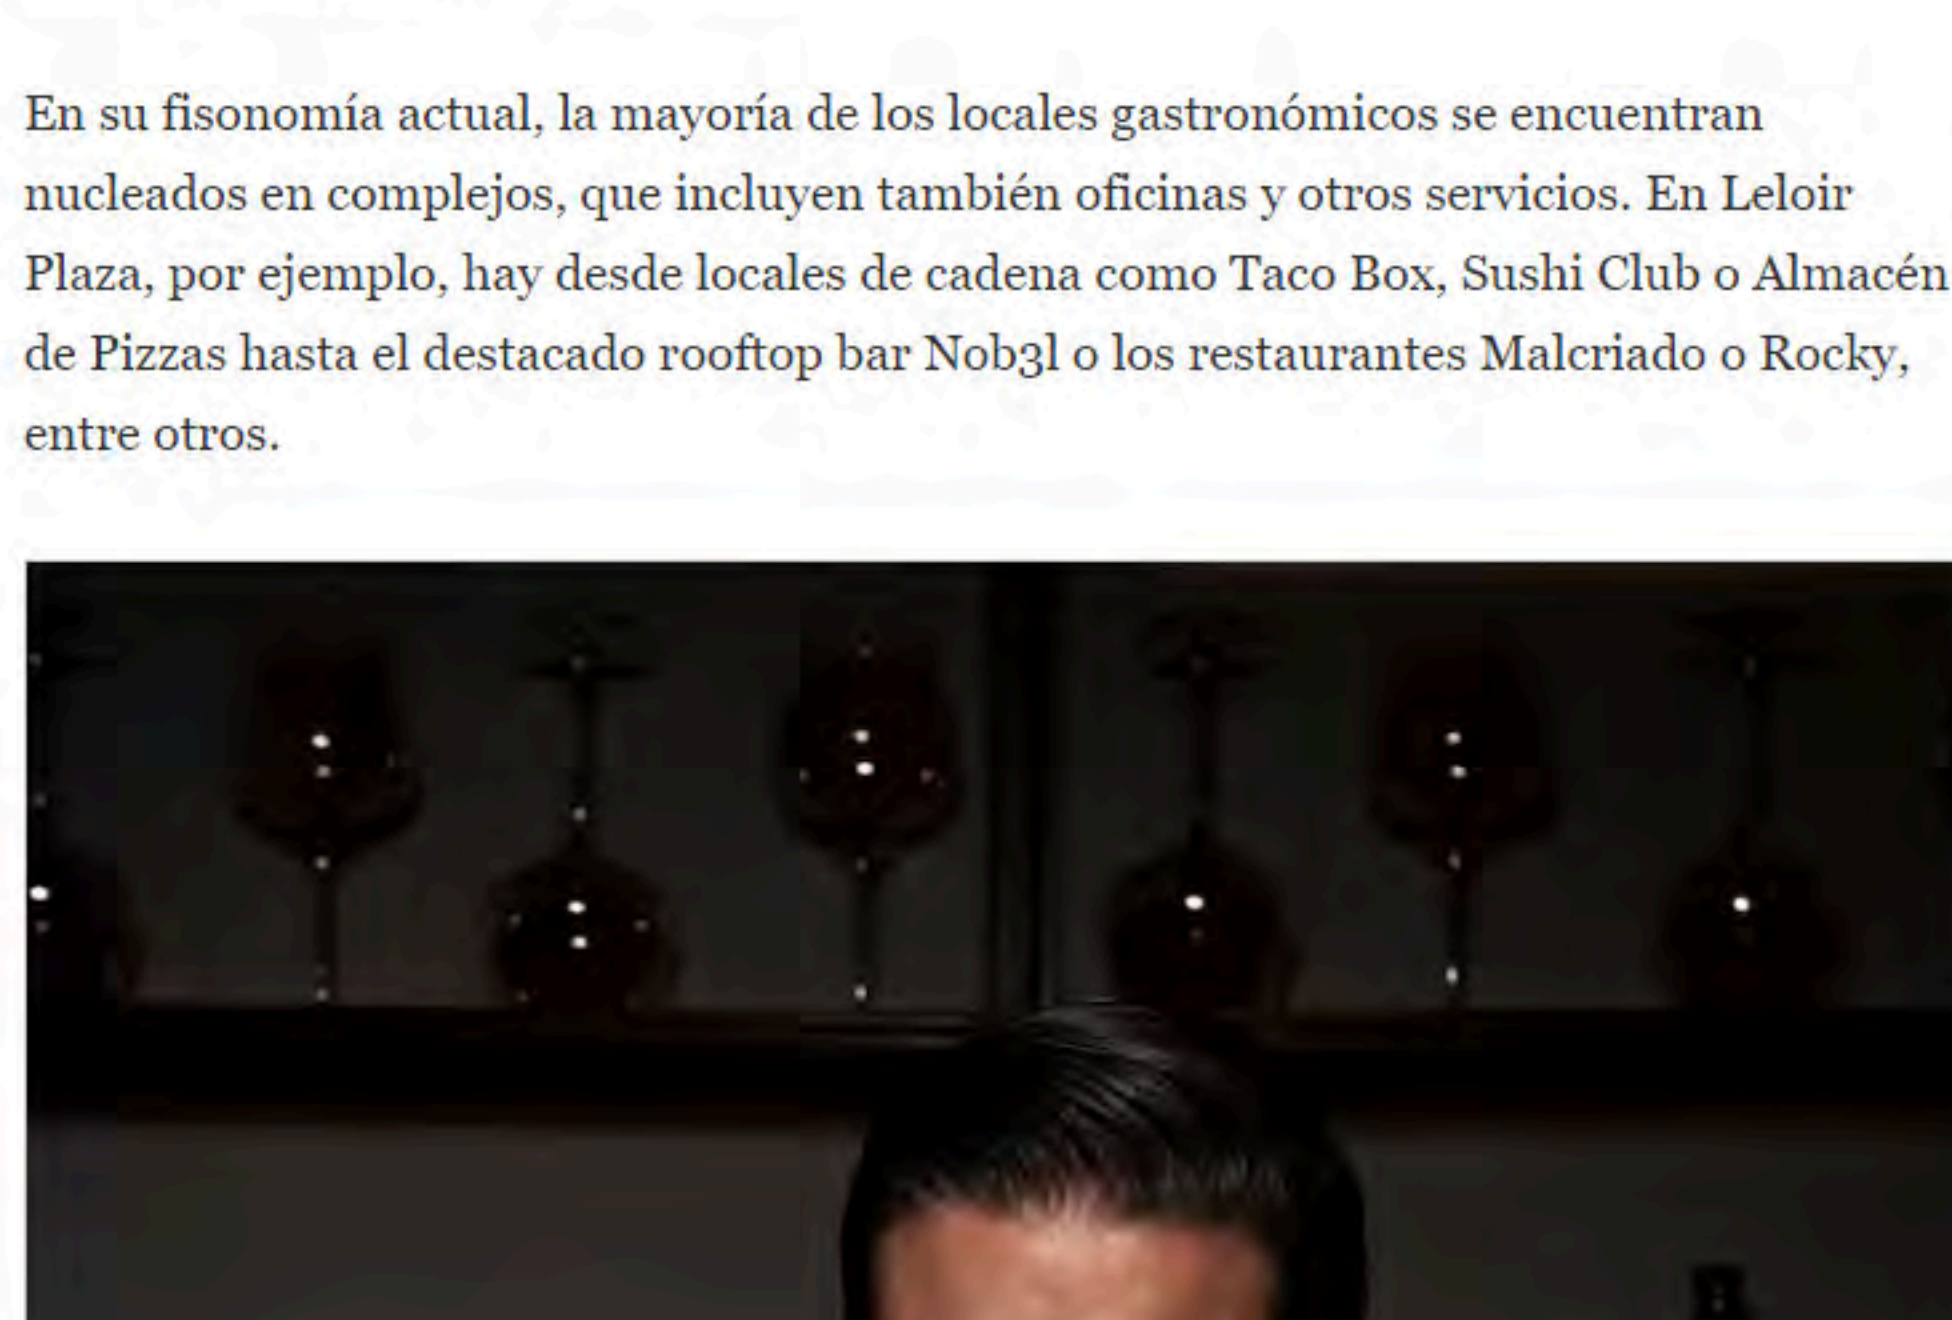 En su fisonomía actual, la mayoría de los locales gastronómicos se encuentran
nucleados en complejos, que incluyen también oficinas y otros servicios. En Leloir
Plaza, por ejemplo, hay desde locales de cadena como Taco Box, Sushi Club o Almacén
de Pizzas hasta el destacado rooftop bar Nob3l o los restaurantes Malcriado o Rocky,
entre otros.